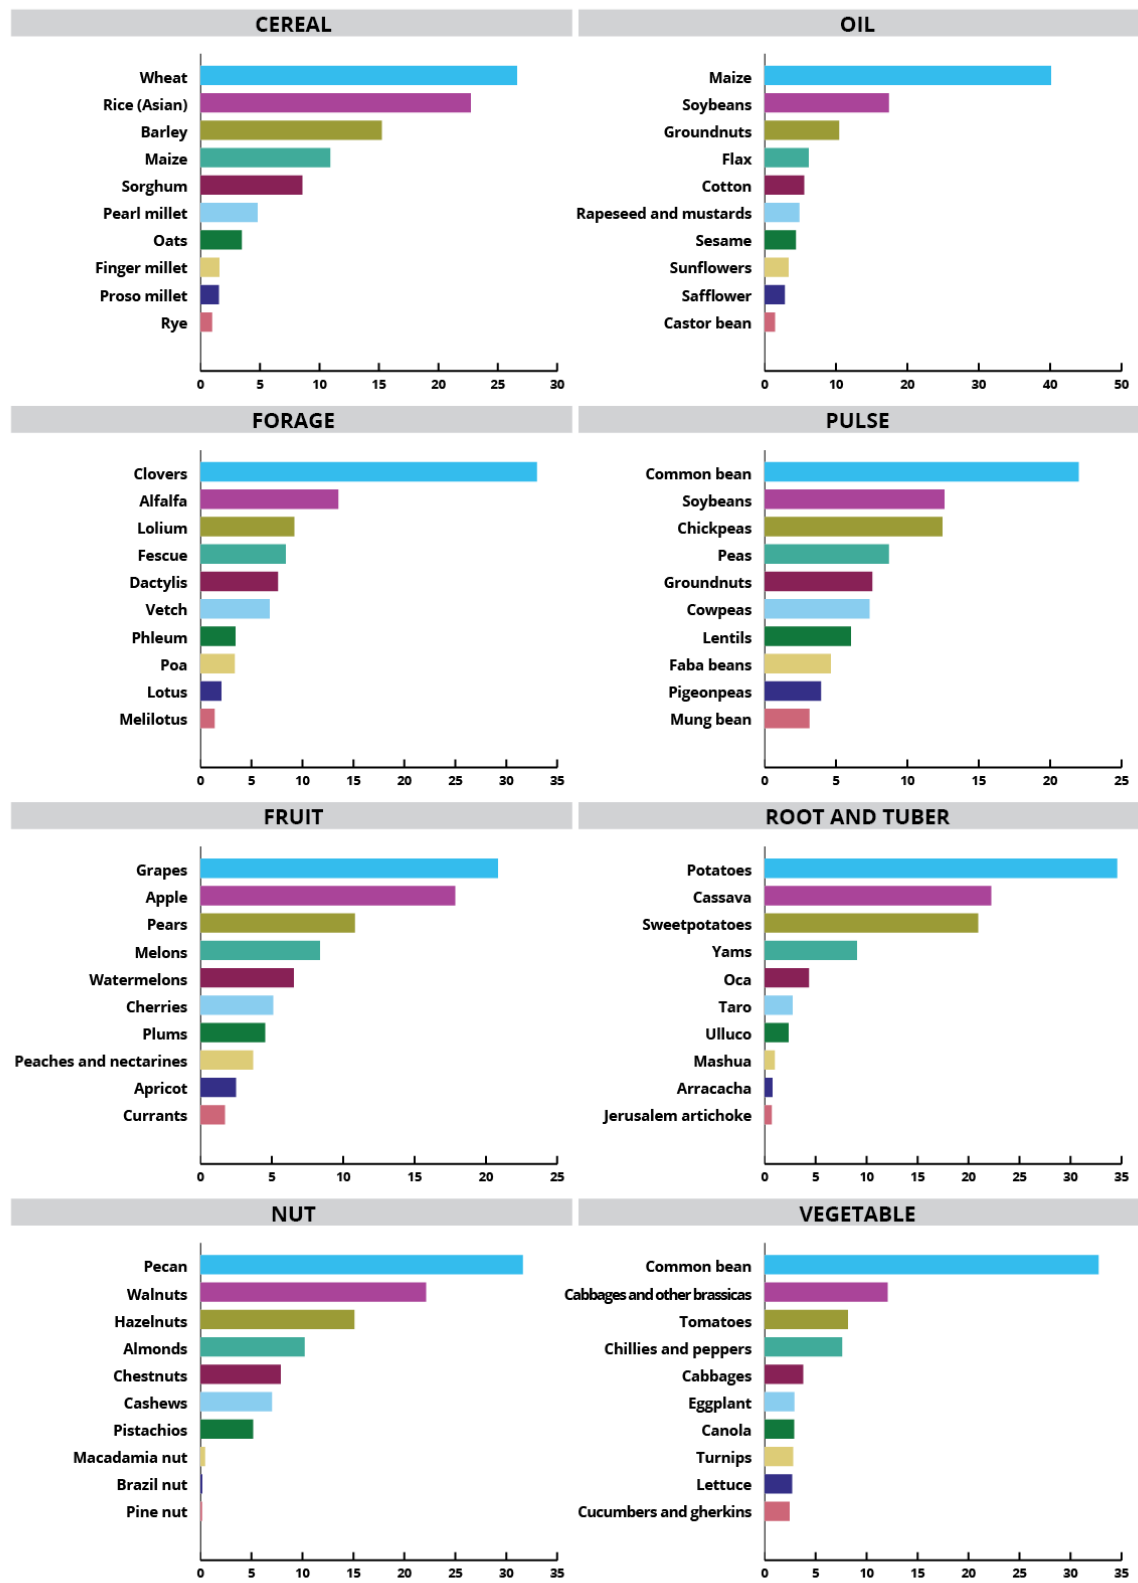 CEREAL
Wheat
Rice (Asian)
Barley
Maize
Sorghum
Pearl millet
Oats
Finger millet
Proso millet
Rye
0 5 10 15 20 25 30
OIL
Maize
Soybeans
Groundnuts
Flax
Cotton
Rapeseed and mustards
Sesame
Sunflowers
Safflower
Castor bean
0 10 20 30 40 50
FORAGE
Clovers
Alfalfa
Lolium
Fescue
Dactylis
Vetch
Phleum
Poa
Lotus
Melilotus
0 5 10 15 20 25 30 35
PULSE
Common bean
Soybeans
Chickpeas
Peas
Groundnuts
Cowpeas
Lentils
Faba beans
Pigeonpeas
Mung bean
0 5 10 15 20 25
FRUIT
Grapes
Apple
Pears
Melons
Watermelons
Cherries
Plums
Peaches and nectarines
Apricot
Currants
0 5 10 15 20 25
ROOT AND TUBER
Potatoes
Cassava
Sweetpotatoes
Yams
Oca
Taro
Ulluco
Mashua
Arracacha
Jerusalem artichoke
0 5 10 15 20 25 30 35
NUT
Pecan
Walnuts
Hazelnuts
Almonds
Chestnuts
Cashews
Pistachios
Macadamia nut
Brazil nut
Pine nut
0 5 10 15 20 25 30 35
VEGETABLE
Common bean
Cabbages and other brassicas
Tomatoes
Chillies and peppers
Cabbages
Eggplant
Canola
Turnips
Lettuce
Cucumbers and gherkins
0 5 10 15 20 25 30 35